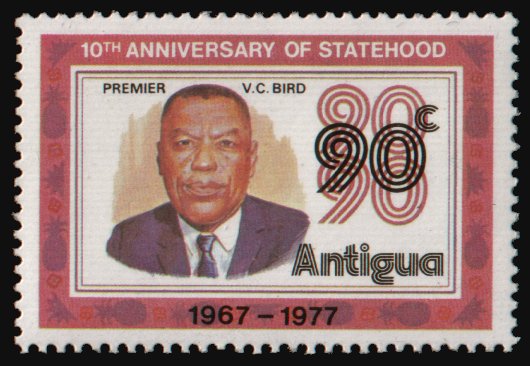 10TH ANNIVERSARY OF STATEHOOD
PREMIER V.C. BIRD
90c
Antigua
1967 – 1977